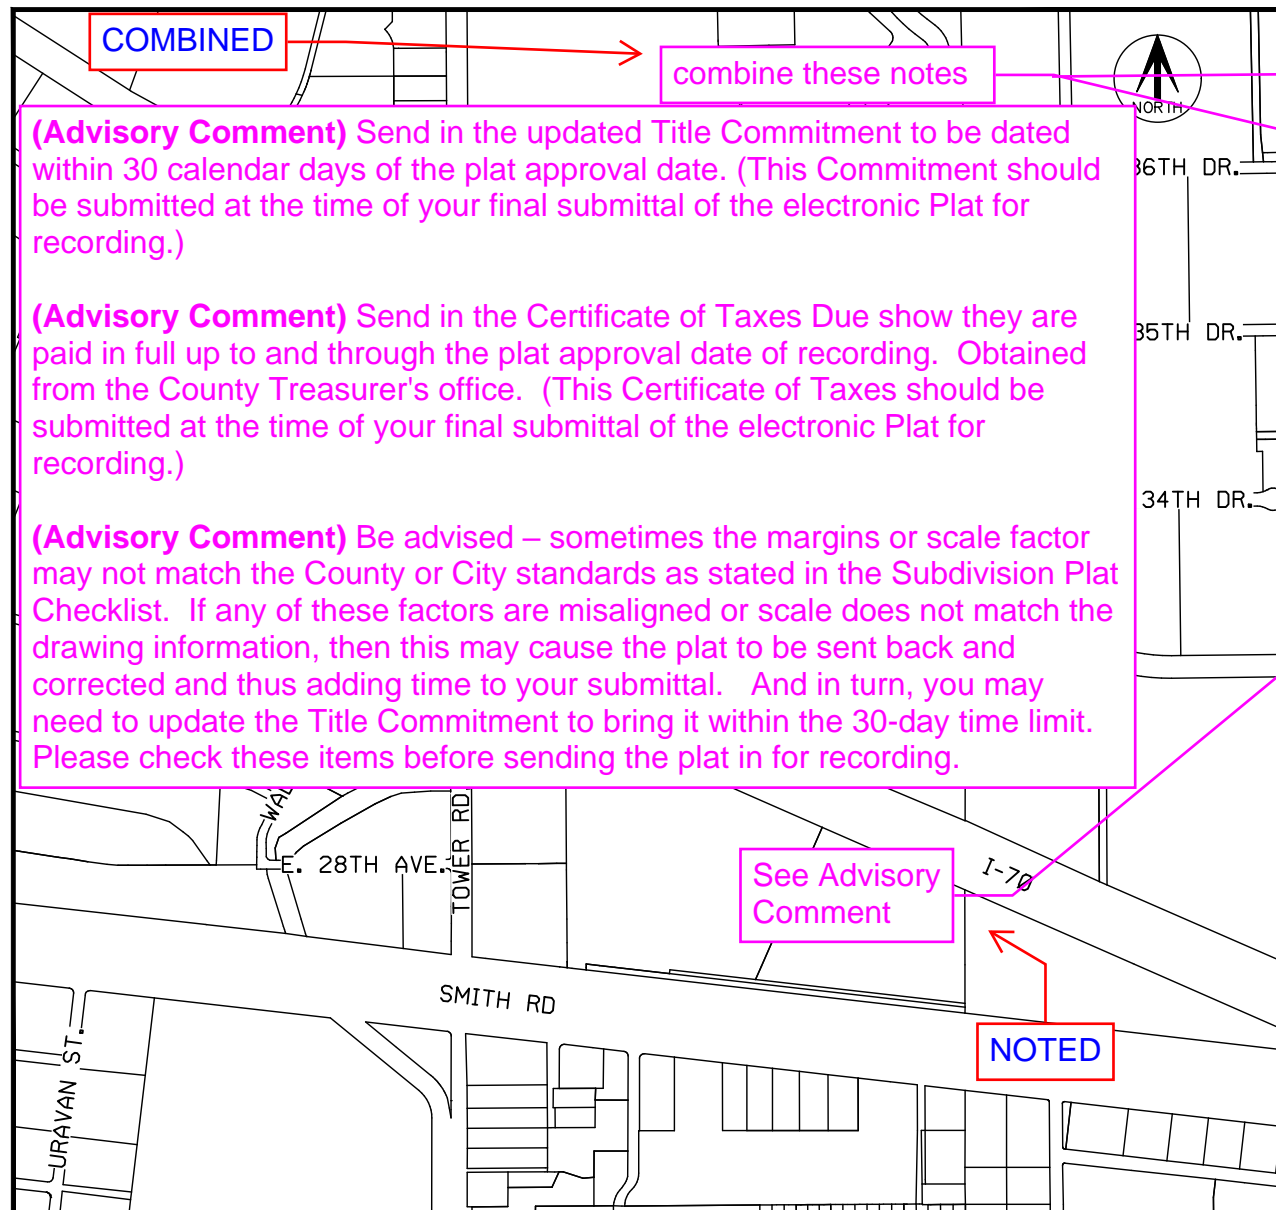 COMBINED
combine these notes
NORTH
(Advisory Comment) Send in the updated Title Commitment to be dated
within 30 calendar days of the plat approval date. (This Commitment should
be submitted at the time of your final submittal of the electronic Plat for
recording.)
(Advisory Comment) Send in the Certificate of Taxes Due show they are
paid in full up to and through the plat approval date of recording.  Obtained
from the County Treasurer's office.  (This Certificate of Taxes should be
submitted at the time of your final submittal of the electronic Plat for
recording.)
(Advisory Comment) Be advised – sometimes the margins or scale factor
may not match the County or City standards as stated in the Subdivision Plat
Checklist.  If any of these factors are misaligned or scale does not match the
drawing information, then this may cause the plat to be sent back and
corrected and thus adding time to your submittal.   And in turn, you may
need to update the Title Commitment to bring it within the 30-day time limit.
Please check these items before sending the plat in for recording.
36TH DR.
35TH DR.
34TH DR.
E. 28TH AVE.
TOWER RD
See Advisory
Comment
I-70
SMITH RD
NOTED
URAVAN ST.